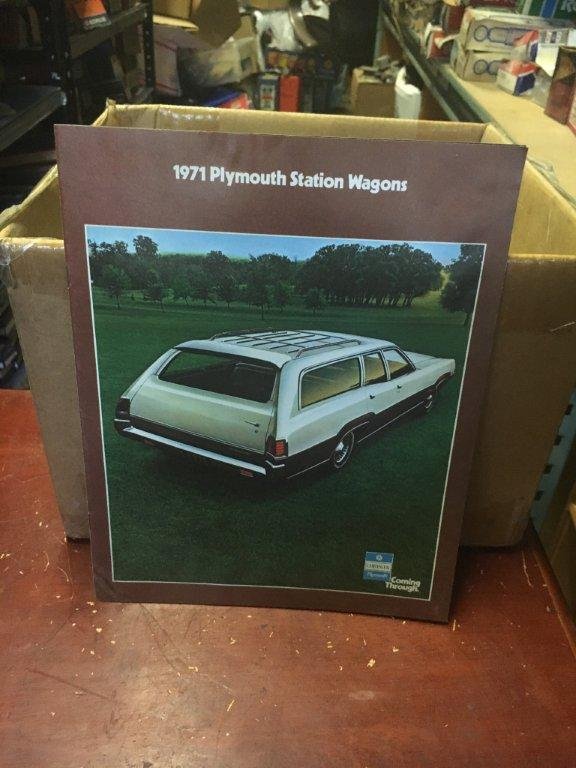 1971 Plymouth Station Wagons
CHRYSLER
Plymouth
Coming
Through.